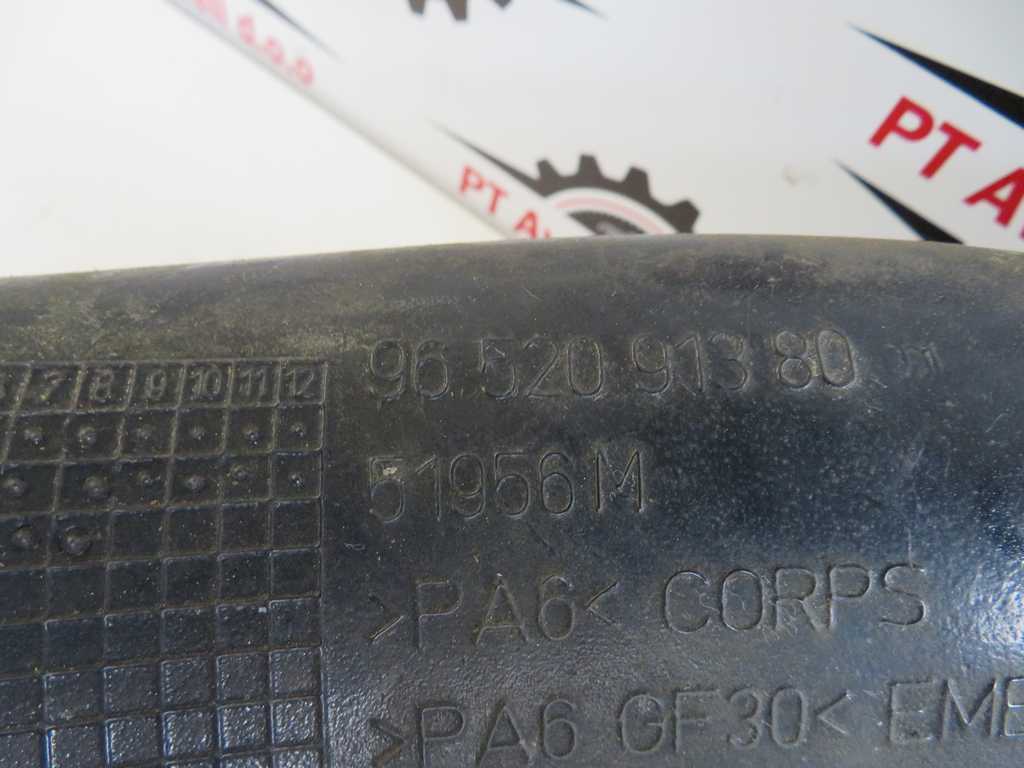 d.o.o
PT A
PT A
96 520 913 80
7 8 9 10 11 12
51956M
>PA6< CORPS
>PA6 GF30< EME